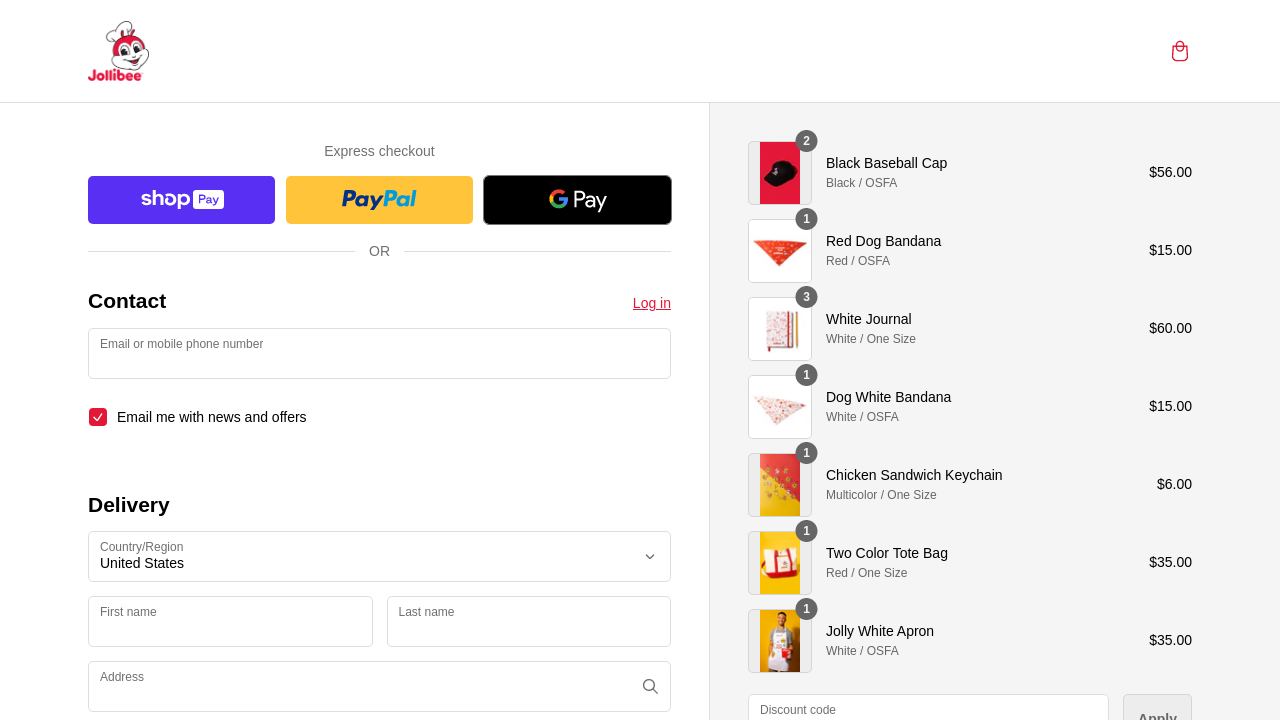 Jollibee
Express checkout
shop Pay
PayPal
G Pay
OR
Contact
Log in
Email or mobile phone number
Email me with news and offers
Delivery
Country/Region
United States
First name
Last name
Address
2
Black Baseball Cap
Black / OSFA
$56.00
1
Red Dog Bandana
Red / OSFA
$15.00
3
White Journal
White / One Size
$60.00
1
Dog White Bandana
White / OSFA
$15.00
1
Chicken Sandwich Keychain
Multicolor / One Size
$6.00
1
Two Color Tote Bag
Red / One Size
$35.00
1
Jolly White Apron
White / OSFA
$35.00
Discount code
Apply